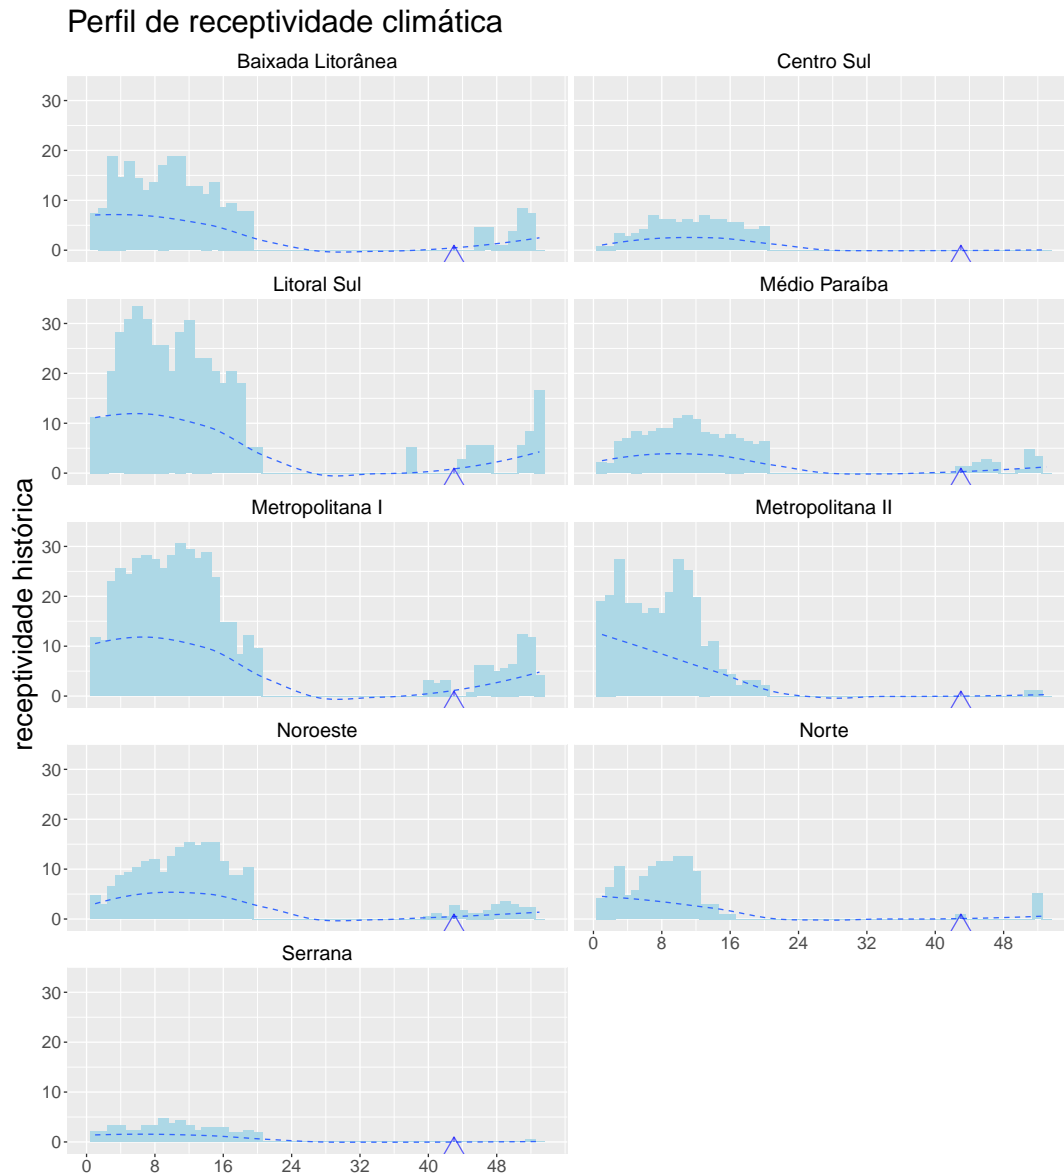 Perfil de receptividade climática
Baixada Litorânea
Centro Sul
30
20
10
0
Litoral Sul
Médio Paraíba
30
20
10
0
Metropolitana I
Metropolitana II
30
20
10
0
receptividade histórica
Noroeste
Norte
30
20
10
0
0 8 16 24 32 40 48
Serrana
30
20
10
0
0 8 16 24 32 40 48